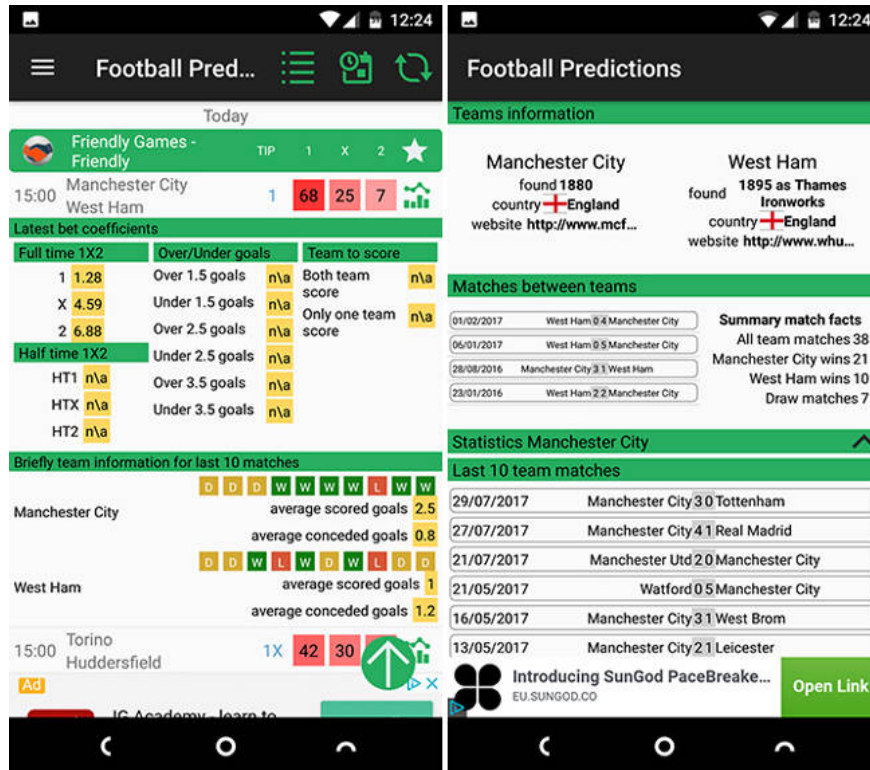 12:24
Football Pred...
Today
Friendly Games -
Friendly
TIP 1 X 2
15:00 Manchester City
West Ham
1 68 25 7
Latest bet coefficients
Full time 1X2
1 1.28
X 4.59
2 6.88
Half time 1X2
HT1 n\a
HTX n\a
HT2 n\a
Over/Under goals
Over 1.5 goals n\a
Under 1.5 goals n\a
Over 2.5 goals n\a
Under 2.5 goals n\a
Over 3.5 goals n\a
Under 3.5 goals n\a
Team to score
Both team n\a
score
Only one team n\a
score
Briefly team information for last 10 matches
D D D W W W W L W W
Manchester City
average scored goals 2.5
average conceded goals 0.8
D D W L W D W L D D
West Ham
average scored goals 1
average conceded goals 1.2
15:00 Torino
Huddersfield
1X 42 30
Ad
IG Academy - learn to
12:24
Football Predictions
Teams information
Manchester City
found 1880
country England
website http://www.mcf...
West Ham
found 1895 as Thames
Ironworks
country England
website http://www.whu...
Matches between teams
01/02/2017 West Ham 0 4 Manchester City
06/01/2017 West Ham 0 5 Manchester City
28/08/2016 Manchester City 3 1 West Ham
23/01/2016 West Ham 2 2 Manchester City
Summary match facts
All team matches 38
Manchester City wins 21
West Ham wins 10
Draw matches 7
Statistics Manchester City
Last 10 team matches
29/07/2017 Manchester City 3 0 Tottenham
27/07/2017 Manchester City 4 1 Real Madrid
21/07/2017 Manchester Utd 2 0 Manchester City
21/05/2017 Watford 0 5 Manchester City
16/05/2017 Manchester City 3 1 West Brom
13/05/2017 Manchester City 2 1 Leicester
Introducing SunGod PaceBreake...
EU.SUNGOD.CO
Open Link